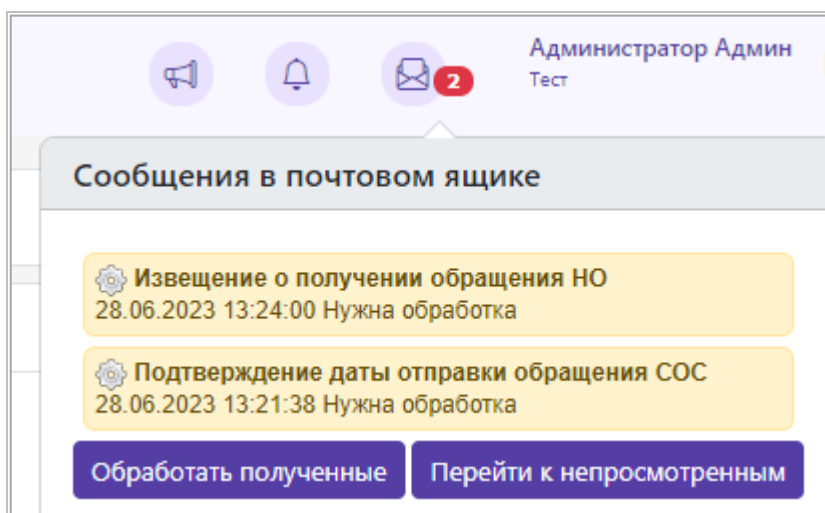 2
Администратор Админ
Тест
Сообщения в почтовом ящике
Извещение о получении обращения НО
28.06.2023 13:24:00 Нужна обработка
Подтверждение даты отправки обращения СОС
28.06.2023 13:21:38 Нужна обработка
Обработать полученные Перейти к непросмотренным